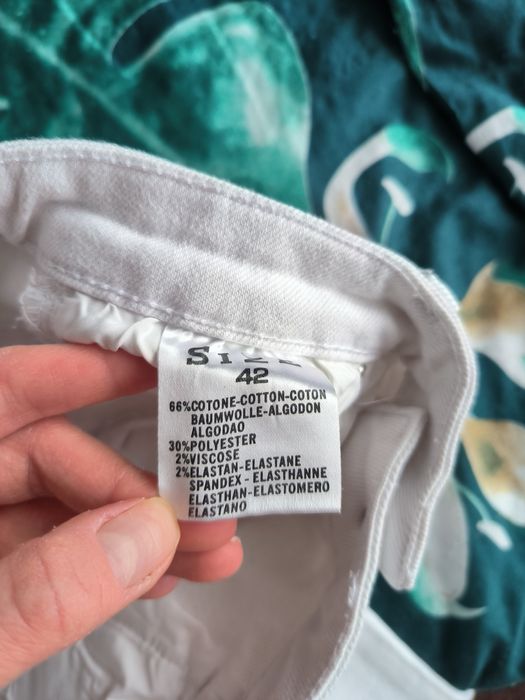 SIZE
42
66%COTONE-COTTON-COTON
BAUMWOLLE-ALGODON
ALGODAO
30%POLYESTER
2%VISCOSE
2%ELASTAN-ELASTANE
SPANDEX - ELASTHANNE
ELASTHAN-ELASTOMERO
ELASTANO